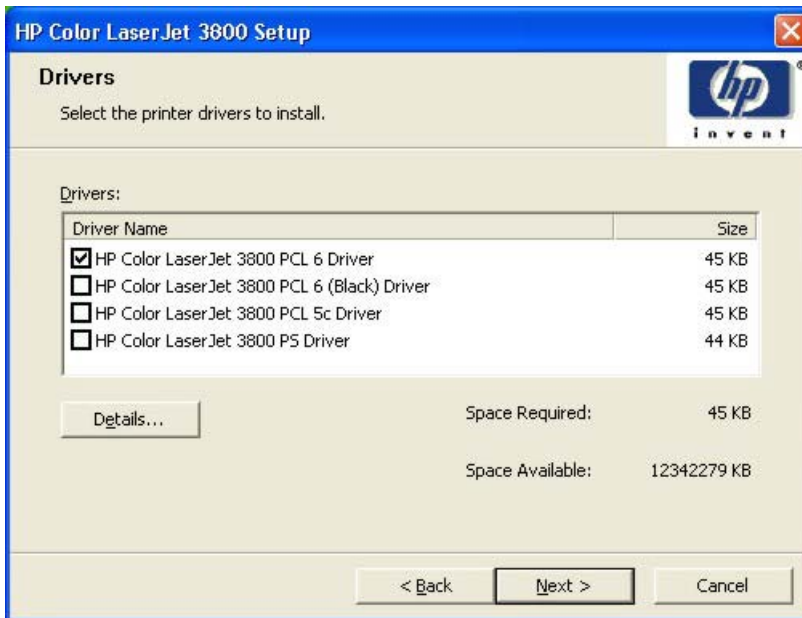 HP Color LaserJet 3800 Setup
Drivers
Select the printer drivers to install.
hp
®
invent
Drivers:
Driver Name Size
HP Color LaserJet 3800 PCL 6 Driver 45 KB
HP Color LaserJet 3800 PCL 6 (Black) Driver 45 KB
HP Color LaserJet 3800 PCL 5c Driver 45 KB
HP Color LaserJet 3800 PS Driver 44 KB
Details...
Space Required: 45 KB
Space Available: 12342279 KB
< Back Next > Cancel